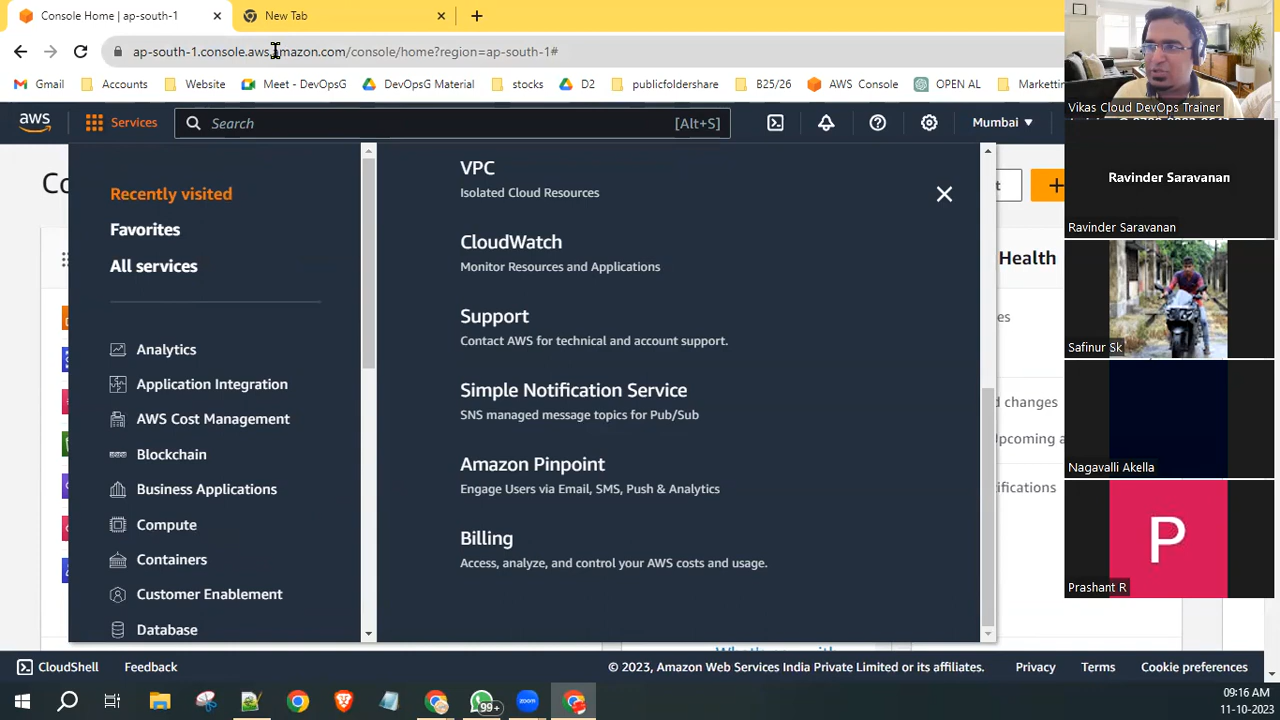 Console Home | ap-south-1
New Tab
ap-south-1.console.aws.amazon.com/console/home?region=ap-south-1#
Gmail
Accounts
Website
Meet - DevOpsG
DevOpsG Material
stocks
D2
publicfoldershare
B25/26
AWS Console
OPEN AL
Marketti
aws
Services
Search
[Alt+S]
Mumbai
Co
Recently visited
Favorites
All services
Analytics
Application Integration
AWS Cost Management
Blockchain
Business Applications
Compute
Containers
Customer Enablement
Database
VPC
Isolated Cloud Resources
CloudWatch
Monitor Resources and Applications
Support
Contact AWS for technical and account support.
Simple Notification Service
SNS managed message topics for Pub/Sub
Amazon Pinpoint
Engage Users via Email, SMS, Push & Analytics
Billing
Access, analyze, and control your AWS costs and usage.
Health
d changes
pcoming a
ifications
Vikas Cloud DevOps Trainer
Ravinder Saravanan
Ravinder Saravanan
Safinur Sk
Nagavalli Akella
P
Prashant R
CloudShell
Feedback
© 2023, Amazon Web Services India Private Limited or its affiliates.
Privacy
Terms
Cookie preferences
99+
zoom
09:16 AM
11-10-2023